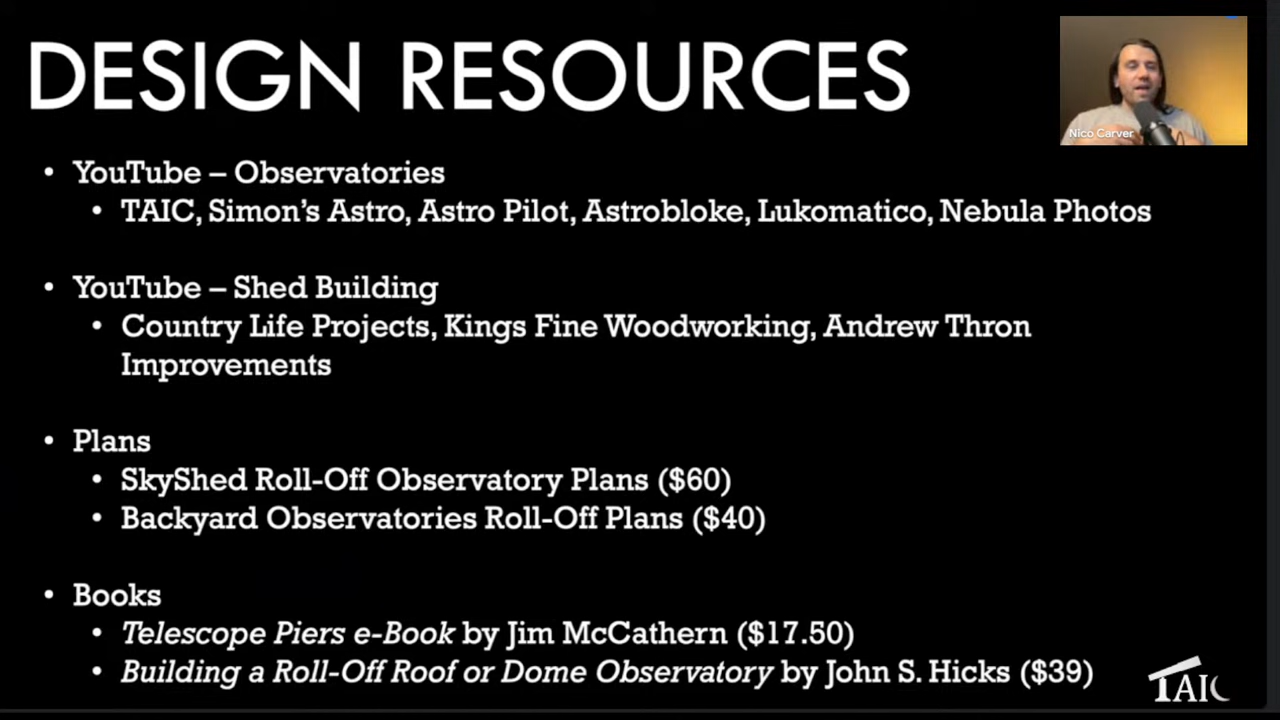 DESIGN RESOURCES
Nico Carver
• YouTube – Observatories
• TAIC, Simon's Astro, Astro Pilot, Astrobloke, Lukomatico, Nebula Photos
• YouTube – Shed Building
• Country Life Projects, Kings Fine Woodworking, Andrew Thron
Improvements
• Plans
• SkyShed Roll-Off Observatory Plans ($60)
• Backyard Observatories Roll-Off Plans ($40)
• Books
• Telescope Piers e-Book by Jim McCathern ($17.50)
• Building a Roll-Off Roof or Dome Observatory by John S. Hicks ($39)
TAIC